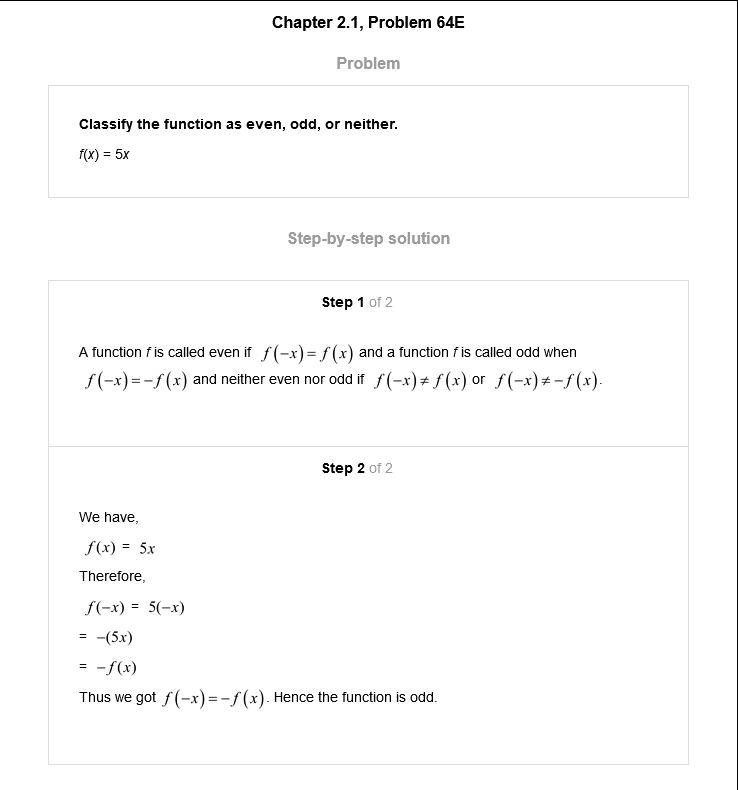 Chapter 2.1, Problem 64E
Problem
Classify the function as even, odd, or neither.
f(x) = 5x
Step-by-step solution
Step 1 of 2
A function f is called even if f(−x) = f(x) and a function f is called odd when
f(−x) = −f(x) and neither even nor odd if f(−x) ≠ f(x) or f(−x) ≠ −f(x).
Step 2 of 2
We have,
f(x) = 5x
Therefore,
f(−x) = 5(−x)
= −(5x)
= −f(x)
Thus we got f(−x) = −f(x). Hence the function is odd.